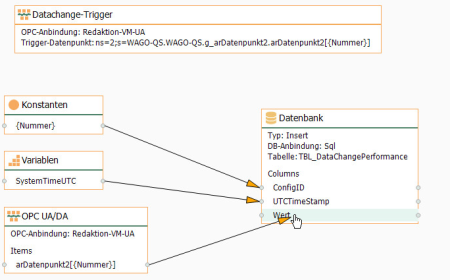 Datachange-Trigger
OPC-Anbindung: Redaktion-VM-UA
Trigger-Datenpunkt: ns=2;s=WAGO-QS.WAGO-QS.g_arDatenpunkt2.arDatenpunkt2[{Nummer}]
Konstanten
{Nummer}
Variablen
SystemTimeUTC
OPC UA/DA
OPC-Anbindung: Redaktion-VM-UA
Items
arDatenpunkt2[{Nummer}]
Datenbank
Typ: Insert
DB-Anbindung: Sql
Tabelle: TBL_DataChangePerformance
Columns
ConfigID
UTCTimeStamp
Wert